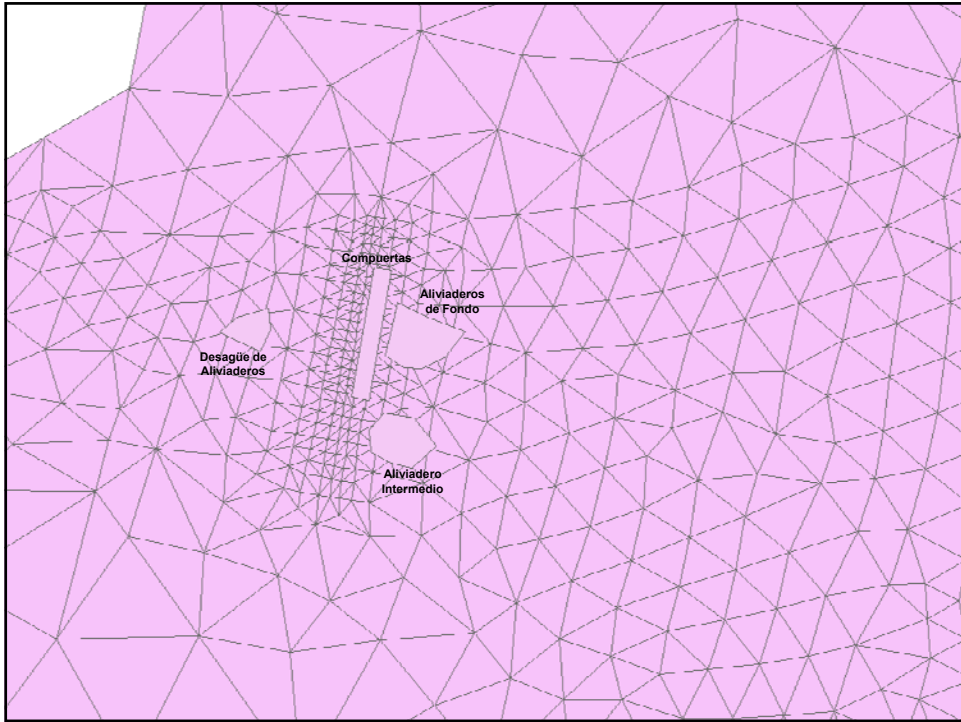 Compuertas
Aliviaderos
de Fondo
Desagüe de
Aliviaderos
Aliviadero
Intermedio